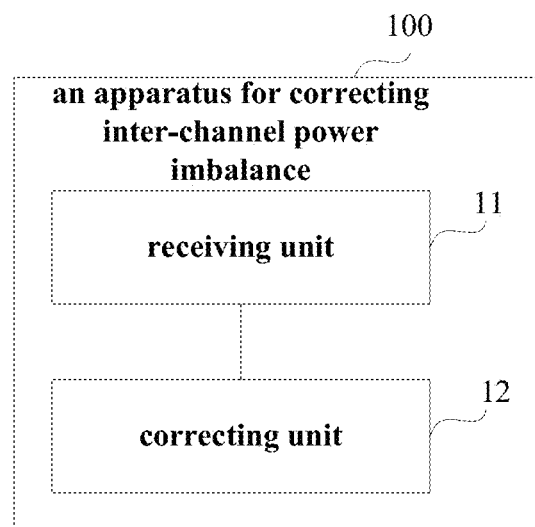 100
an apparatus for correcting
inter-channel power
imbalance
11
receiving unit
12
correcting unit